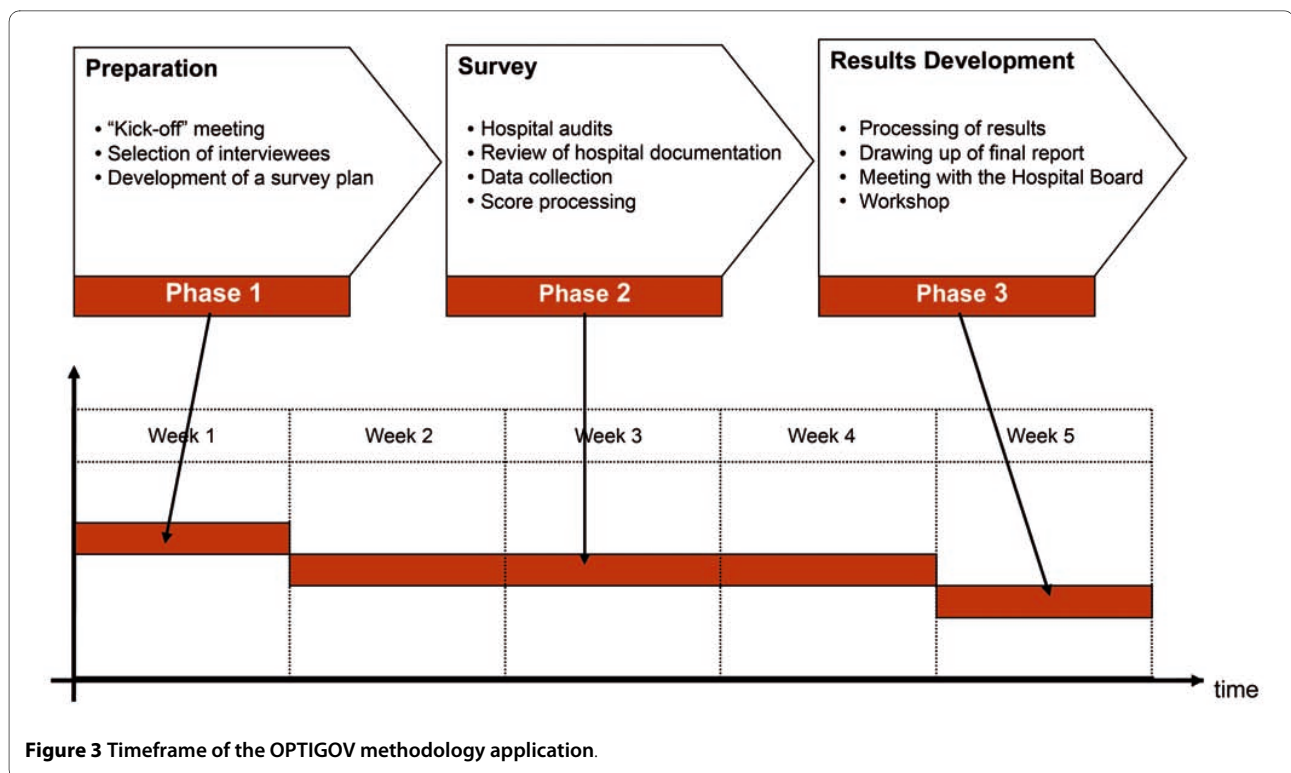 Preparation
• “Kick-off” meeting
• Selection of interviewees
• Development of a survey plan
Phase 1
Survey
• Hospital audits
• Review of hospital documentation
• Data collection
• Score processing
Phase 2
Results Development
• Processing of results
• Drawing up of final report
• Meeting with the Hospital Board
• Workshop
Phase 3
Week 1
Week 2
Week 3
Week 4
Week 5
time
Figure 3 Timeframe of the OPTIGOV methodology application.